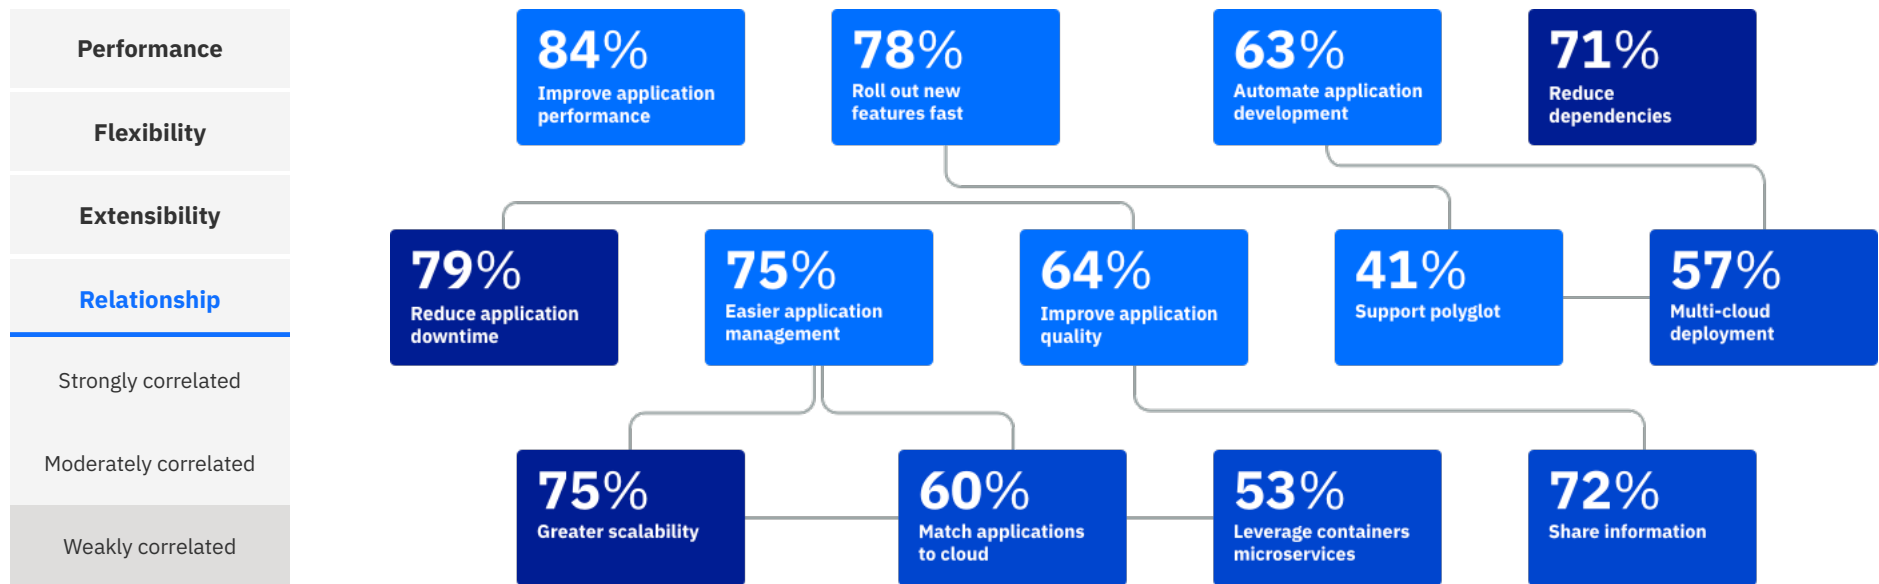 Performance
Flexibility
Extensibility
Relationship
Strongly correlated
Moderately correlated
Weakly correlated
84%
Improve application
performance
78%
Roll out new
features fast
63%
Automate application
development
71%
Reduce
dependencies
79%
Reduce application
downtime
75%
Easier application
management
64%
Improve application
quality
41%
Support polyglot
57%
Multi-cloud
deployment
75%
Greater scalability
60%
Match applications
to cloud
53%
Leverage containers
microservices
72%
Share information